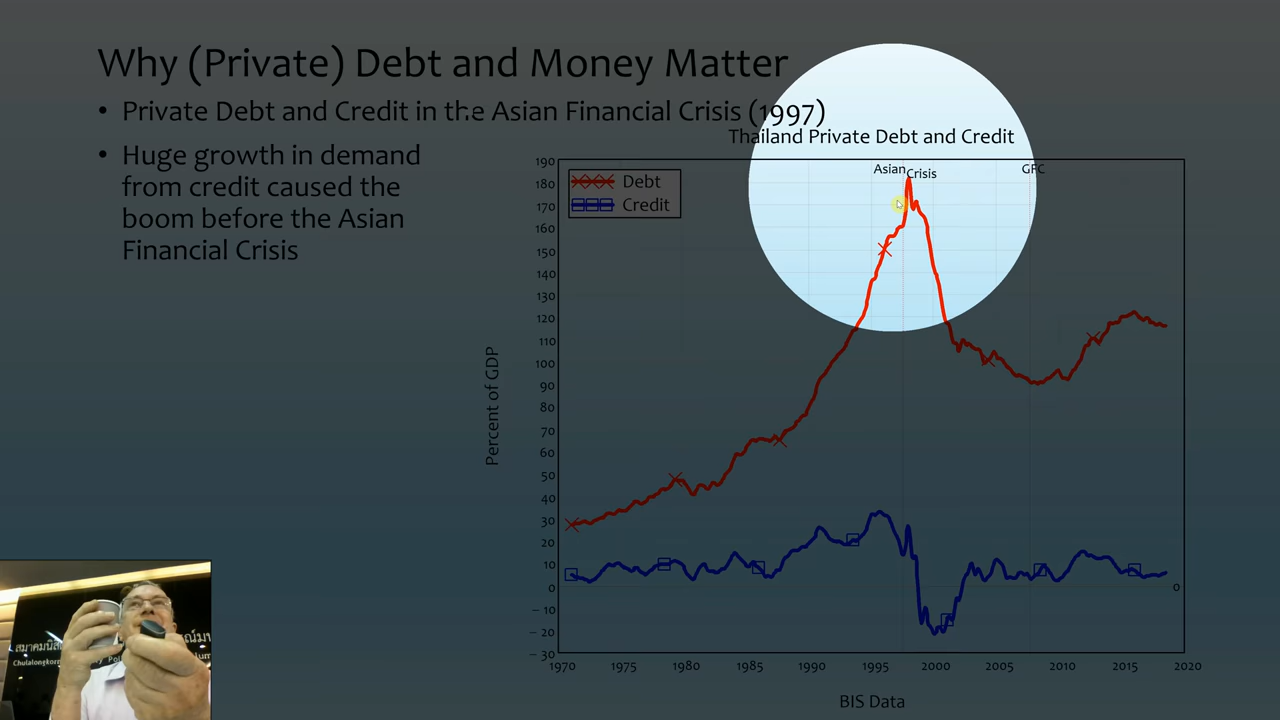 Why (Private) Debt and Money Matter
• Private Debt and Credit in the Asian Financial Crisis (1997)
• Huge growth in demand
from credit caused the
boom before the Asian
Financial Crisis
Thailand Private Debt and Credit
Debt
Credit
Asian Crisis
GFC
Percent of GDP
190
180
170
160
150
140
130
120
110
100
90
80
70
60
50
40
30
20
10
0
-10
-20
-30
0
1970 1975 1980 1985 1990 1995 2000 2005 2010 2015 2020
BIS Data